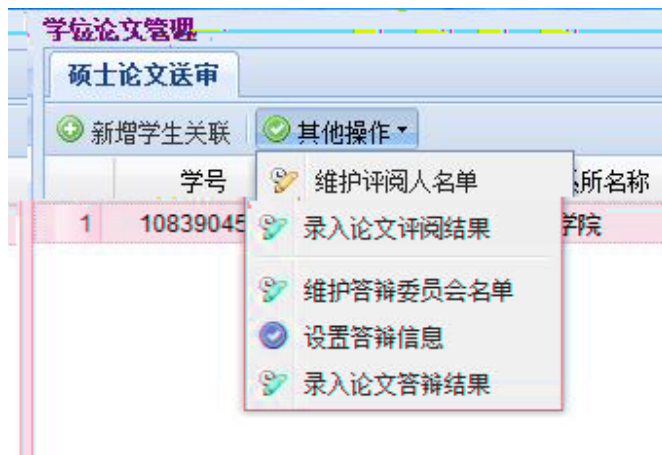 学位论文管理
硕士论文送审
新增学生关联 其他操作
学号 所名称
维护评阅人名单
1 10839045 学院
录入论文评阅结果
维护答辩委员会名单
设置答辩信息
录入论文答辩结果